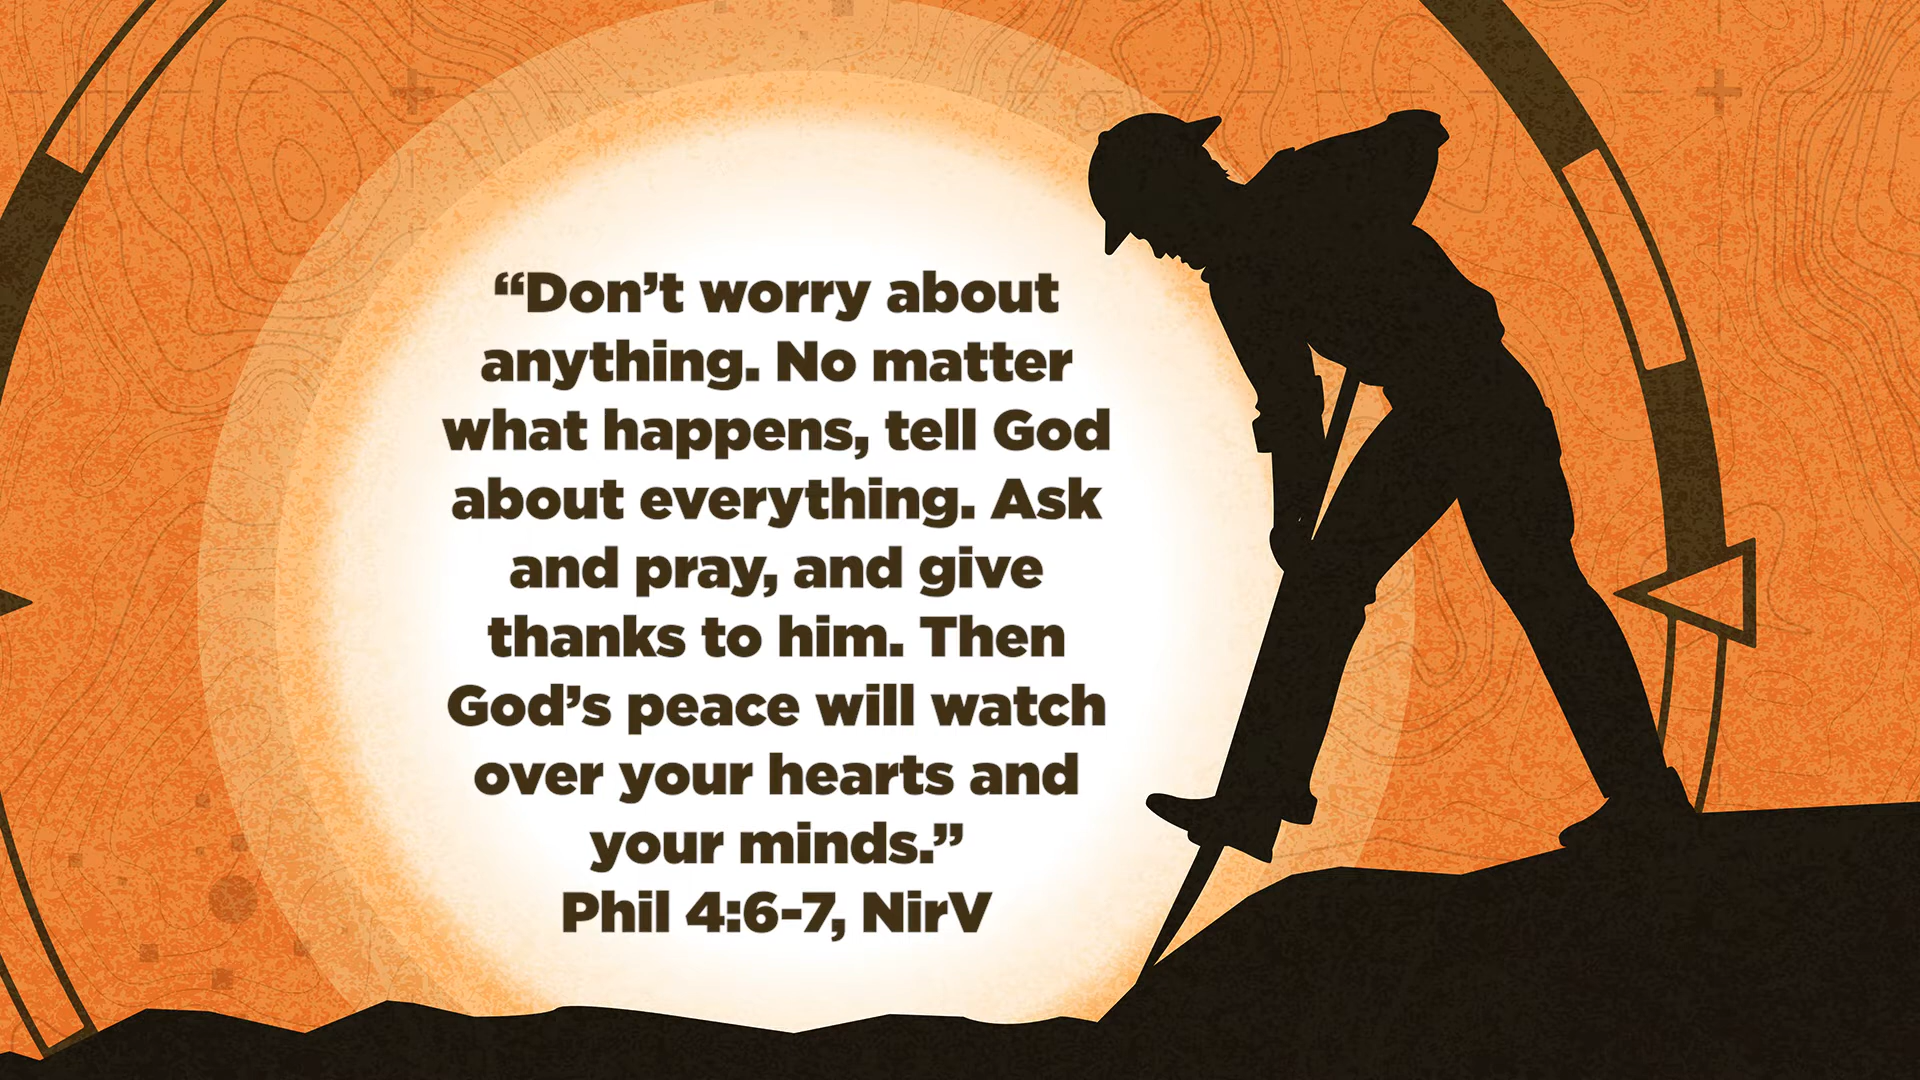 “Don’t worry about
anything. No matter
what happens, tell God
about everything. Ask
and pray, and give
thanks to him. Then
God’s peace will watch
over your hearts and
your minds.”
Phil 4:6-7, NirV